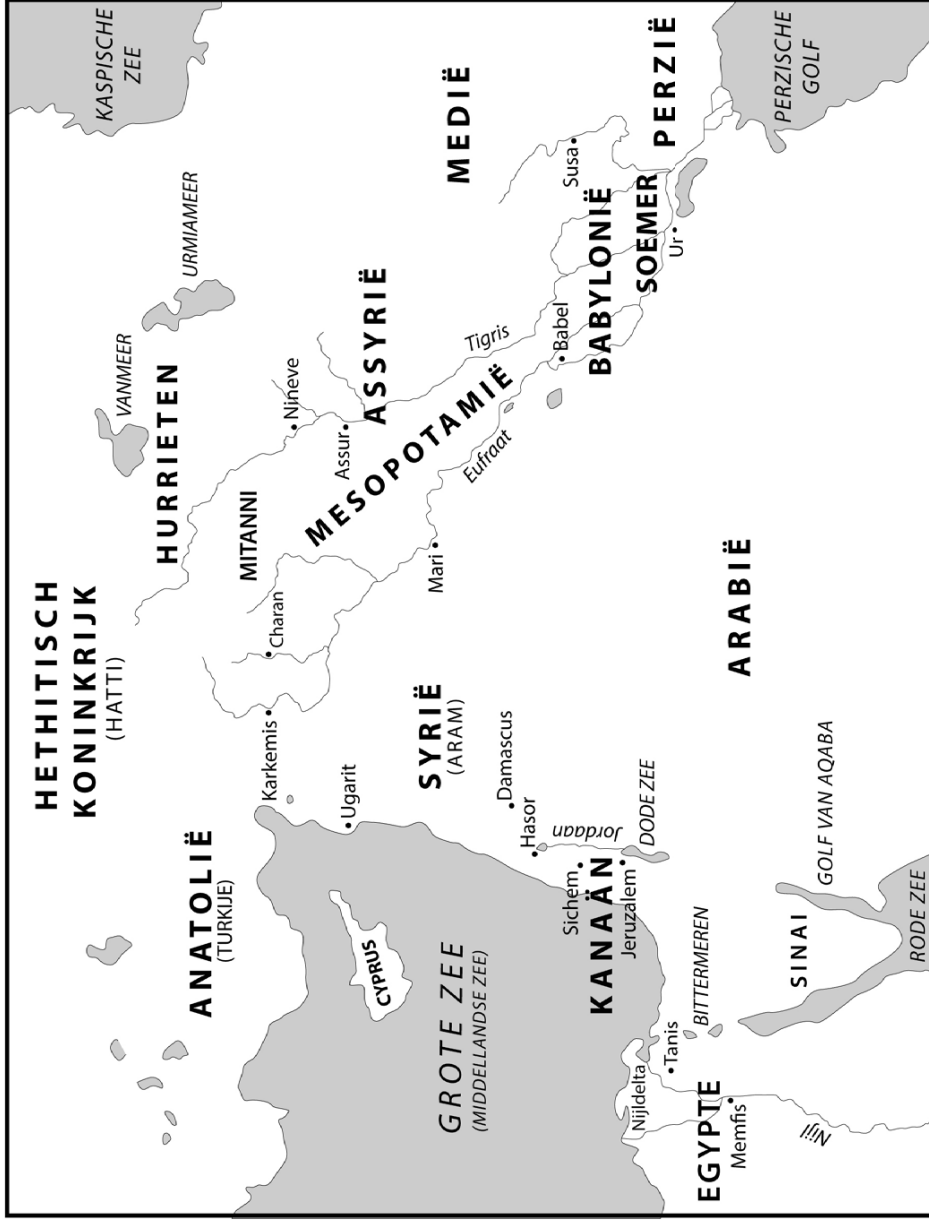 HETHITISCH
KONINKRIJK
(HATTI)
KASPISCHE
ZEE
VANMEER
URMIAMEER
HURRIETEN
ANATOLIË
(TURKIJE)
MITANNI
Karkemis
Charan
Nineve
Assur
ASSYRIË
MEDIË
Ugarit
CYPRUS
SYRIË
(ARAM)
Mari
MESOPOTAMIË
Tigris
Eufraat
GROTE ZEE
(MIDDELLANDSE ZEE)
Damascus
Hasor
Jordaan
Babel
Susa
BABYLONIË
SOEMER
PERZIË
Ur
PERZISCHE
GOLF
Sichem
KANAÄN
Jeruzalem
DODE ZEE
ARABIË
Nijldelta
Tanis
BITTERMEREN
EGYPTE
Memfis
Nijl
SINAI
GOLF VAN AQABA
RODE ZEE